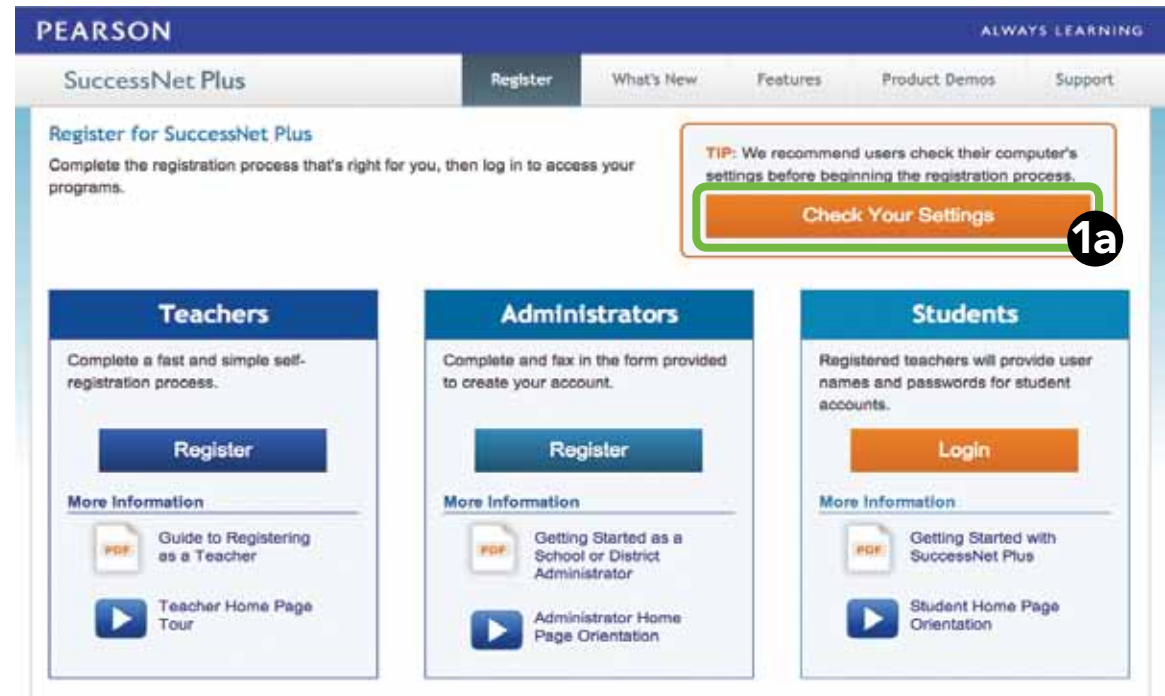 PEARSON
ALWAYS LEARNING
SuccessNet Plus
Register
What's New
Features
Product Demos
Support
Register for SuccessNet Plus
Complete the registration process that's right for you, then log in to access your
programs.
TIP: We recommend users check their computer's
settings before beginning the registration process.
Check Your Settings
1a
Teachers
Complete a fast and simple self-
registration process.
Register
More Information
PDF
Guide to Registering
as a Teacher
Teacher Home Page
Tour
Administrators
Complete and fax in the form provided
to create your account.
Register
More Information
PDF
Getting Started as a
School or District
Administrator
Administrator Home
Page Orientation
Students
Registered teachers will provide user
names and passwords for student
accounts.
Login
More Information
PDF
Getting Started with
SuccessNet Plus
Student Home Page
Orientation